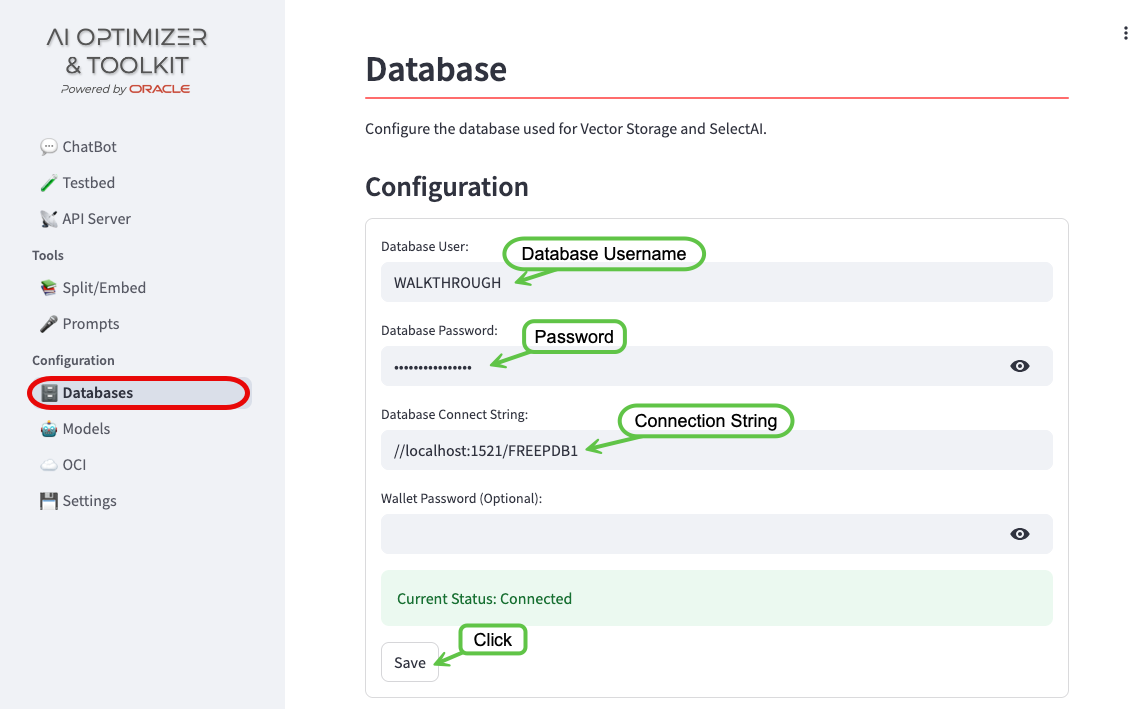 AI OPTIMIZER
& TOOLKIT
Powered by ORACLE
ChatBot
Testbed
API Server
Tools
Split/Embed
Prompts
Configuration
Databases
Models
OCI
Settings
Database
Configure the database used for Vector Storage and SelectAI.
Configuration
Database User:
Database Username
WALKTHROUGH
Database Password:
Password
••••••••••••••••
Database Connect String:
Connection String
//localhost:1521/FREEPDB1
Wallet Password (Optional):
Current Status: Connected
Click
Save